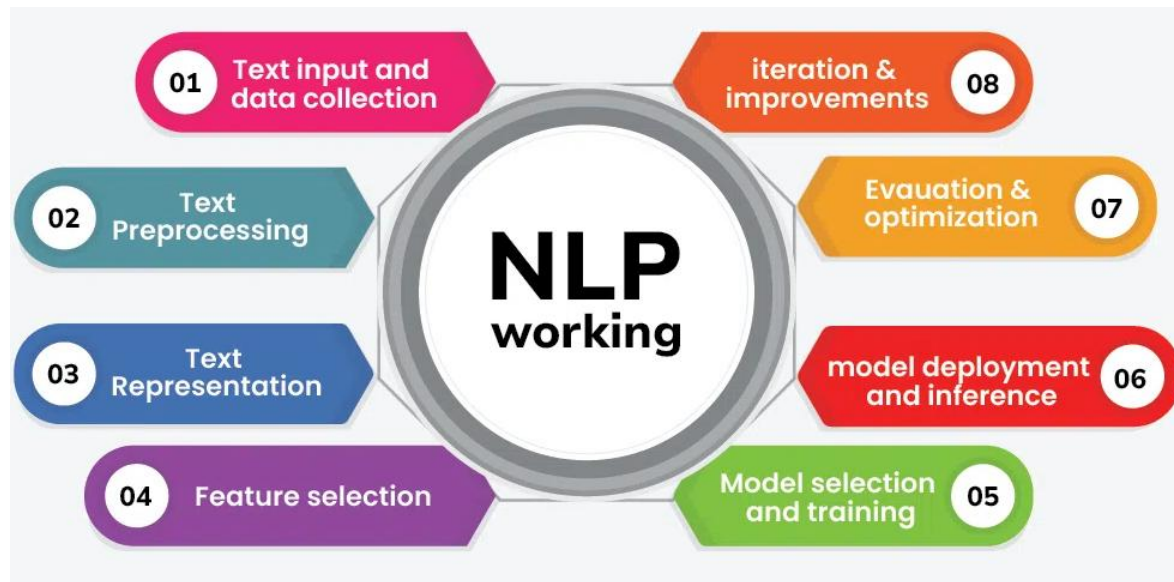 01
Text input and
data collection
02
Text
Preprocessing
03
Text
Representation
04
Feature selection
NLP
working
iteration &
improvements
08
Evauation &
optimization
07
model deployment
and inference
06
Model selection
and training
05